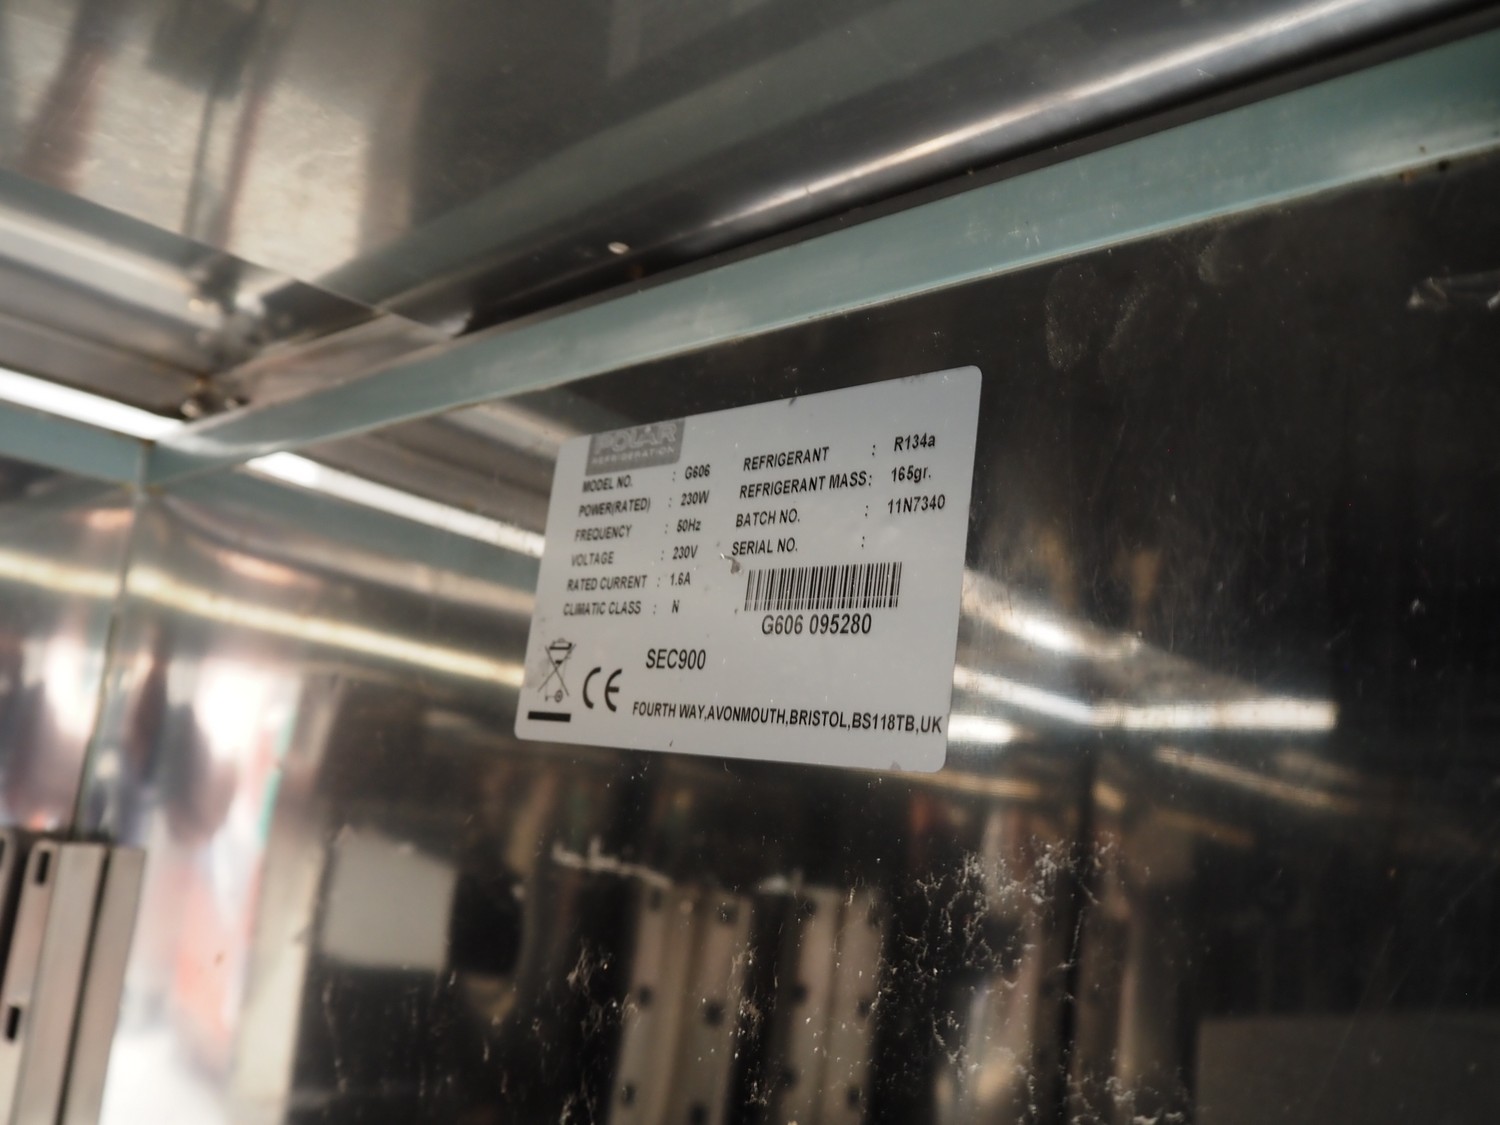 POLAR
REFRIGERATION
MODEL NO. : G606
POWER(RATED) : 230W
FREQUENCY : 50Hz
VOLTAGE : 230V
RATED CURRENT : 1.6A
CLIMATIC CLASS : N
REFRIGERANT : R134a
REFRIGERANT MASS: 165gr.
BATCH NO. : 11N7340
SERIAL NO. :
G606 095280
SEC900
CE
FOURTH WAY,AVONMOUTH,BRISTOL,BS118TB,UK